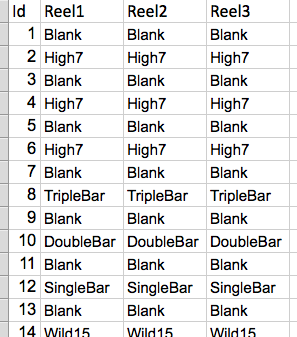 Id Reel1 Reel2 Reel3
1 Blank Blank Blank
2 High7 High7 High7
3 Blank Blank Blank
4 High7 High7 High7
5 Blank Blank Blank
6 High7 High7 High7
7 Blank Blank Blank
8 TripleBar TripleBar TripleBar
9 Blank Blank Blank
10 DoubleBar DoubleBar DoubleBar
11 Blank Blank Blank
12 SingleBar SingleBar SingleBar
13 Blank Blank Blank
14 Wild15 Wild15 Wild15